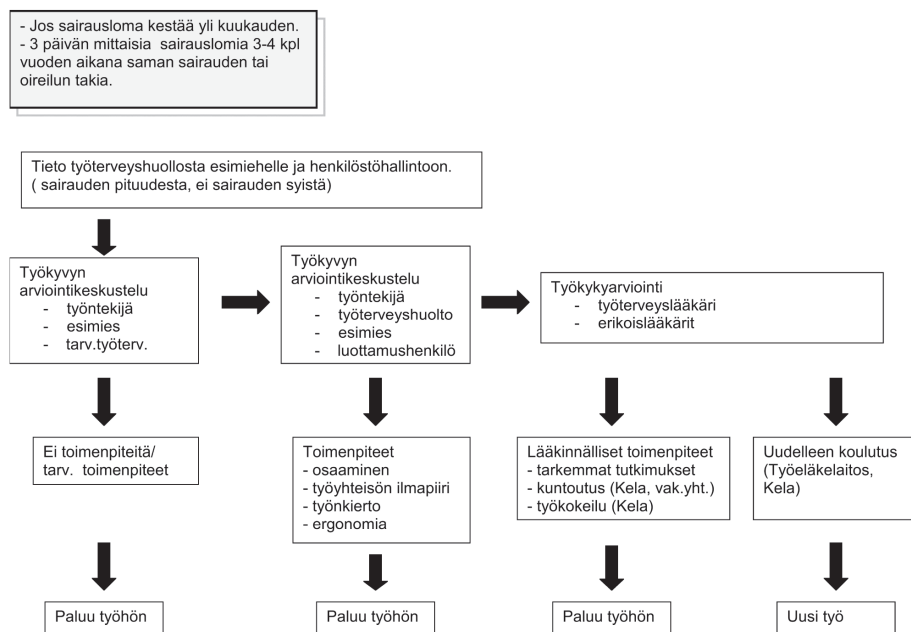 - Jos sairausloma kestää yli kuukauden.
- 3 päivän mittaisia sairauslomia 3-4 kpl
vuoden aikana saman sairauden tai
oireilun takia.
Tieto työterveyshuollosta esimiehelle ja henkilöstöhallintoon.
( sairauden pituudesta, ei sairauden syistä)
Työkyvyn
arviointikeskustelu
- työntekijä
- esimies
- tarv.työterv.
Työkyvyn
arviointikeskustelu
- työntekijä
- työterveyshuolto
- esimies
- luottamushenkilö
Työkykyarviointi
- työterveyslääkäri
- erikoislääkärit
Ei toimenpiteitä/
tarv. toimenpiteet
Toimenpiteet
- osaaminen
- työyhteisön ilmapiiri
- työnkierto
- ergonomia
Lääkinnälliset toimenpiteet
- tarkemmat tutkimukset
- kuntoutus (Kela, vak.yht.)
- työkokeilu (Kela)
Uudelleen koulutus
(Työeläkelaitos,
Kela)
Paluu työhön
Paluu työhön
Paluu työhön
Uusi työ